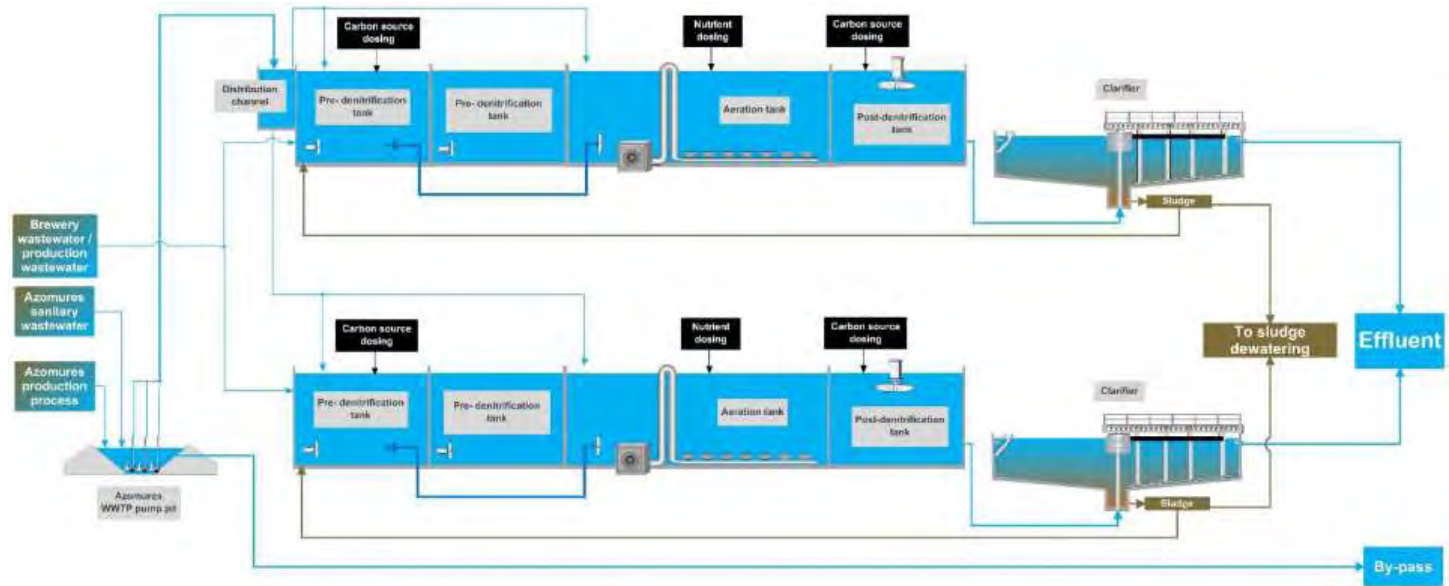 Carbon source
dosing
Nutrient
dosing
Carbon source
dosing
Distribution
channel
Pre- denitrification
tank
Pre- denitrification
tank
Aeration tank
Post-denitrification
tank
Clarifier
Sludge
Brewery
wastewater /
production
wastewater
Azomures
sanitary
wastewater
Azomures
production
process
Azomures
WWTP pump pit
Carbon source
dosing
Nutrient
dosing
Carbon source
dosing
Pre- denitrification
tank
Pre- denitrification
tank
Aeration tank
Post-denitrification
tank
Clarifier
Sludge
To sludge
dewatering
Effluent
By-pass